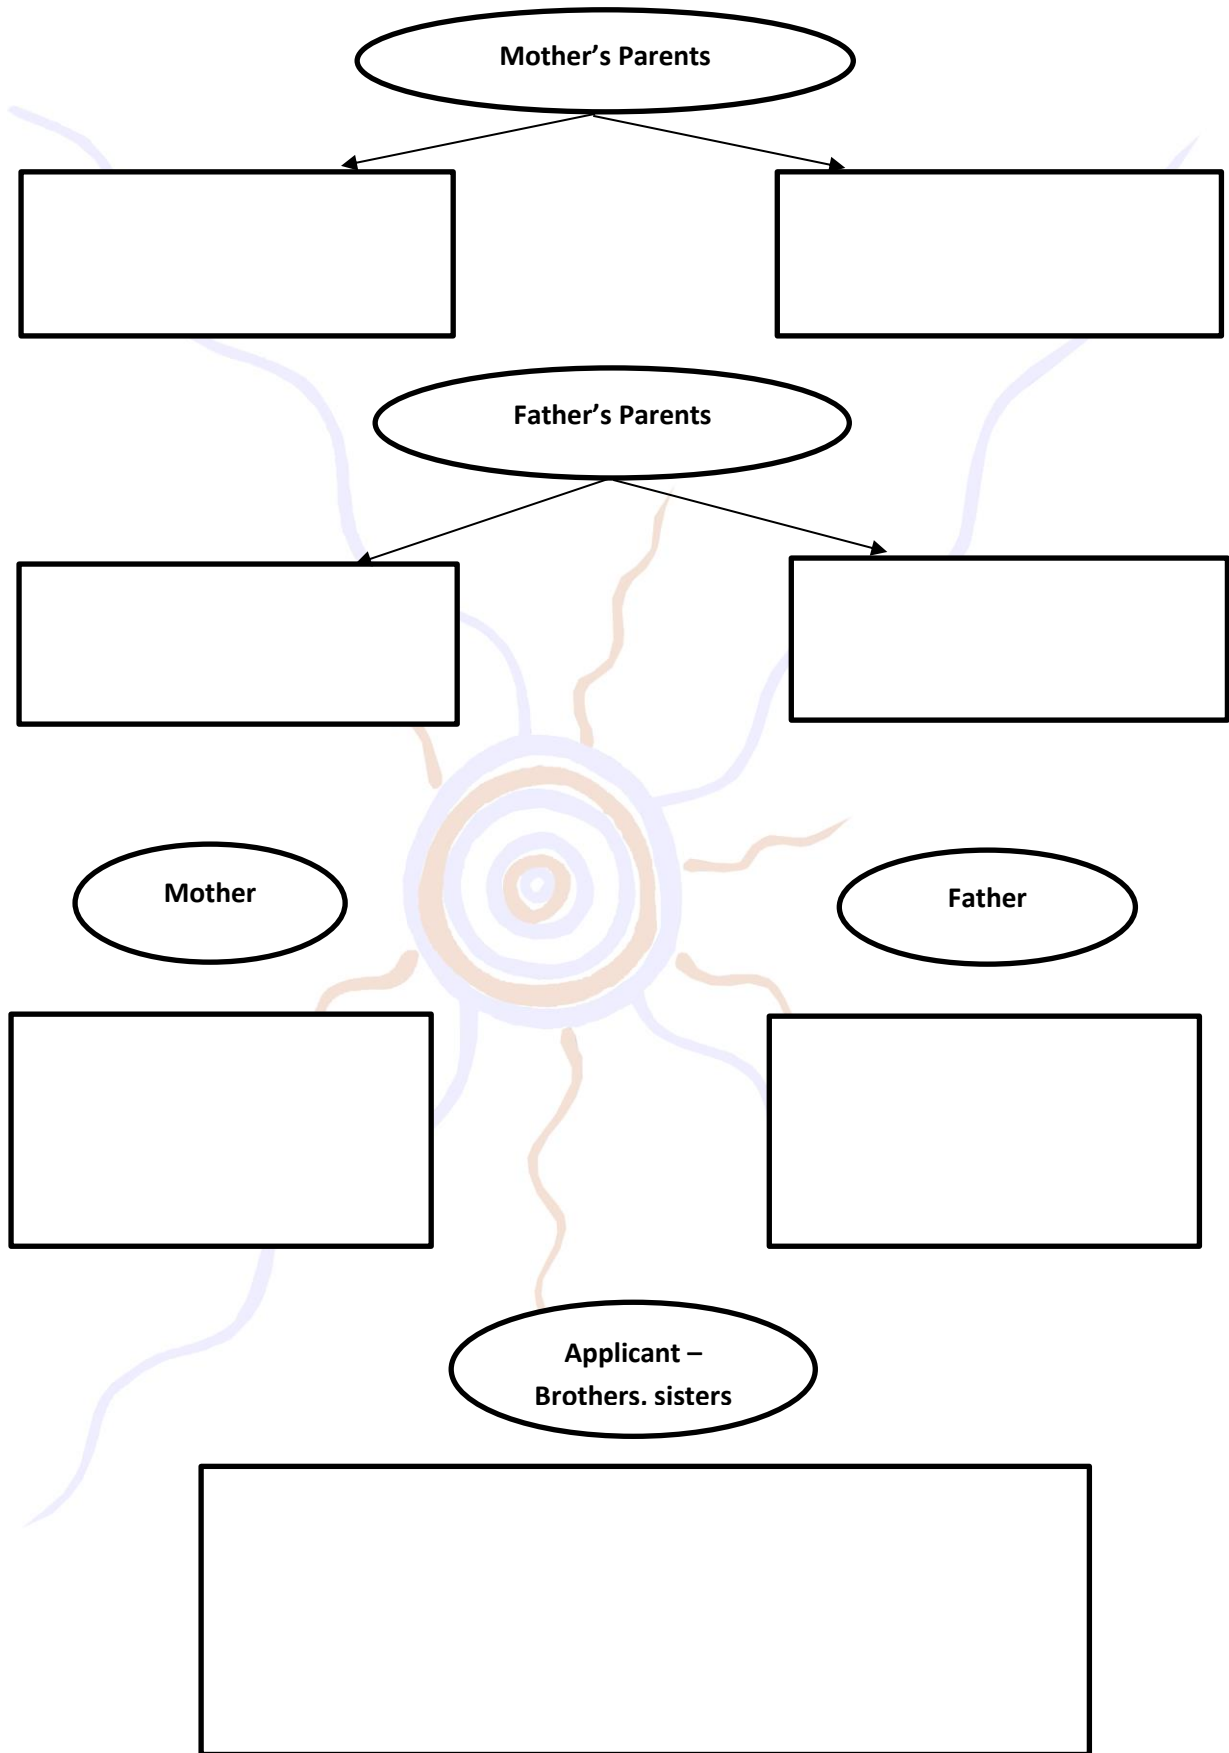 Mother’s Parents
Father’s Parents
Mother
Father
Applicant –
Brothers. sisters